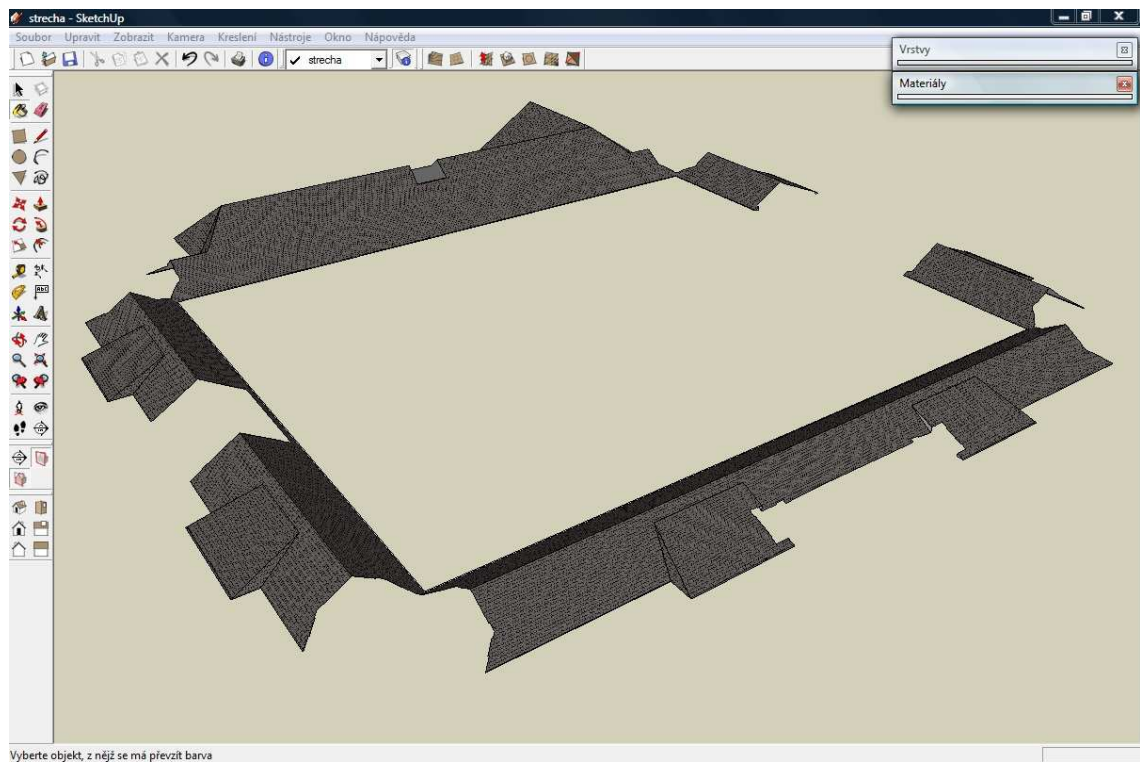 strecha - SketchUp
Soubor Upravit Zobrazit Kamera Kreslení Nástroje Okno Nápověda
strecha
Vrstvy
Materiály
Vyberte objekt, z nějž se má převzít barva